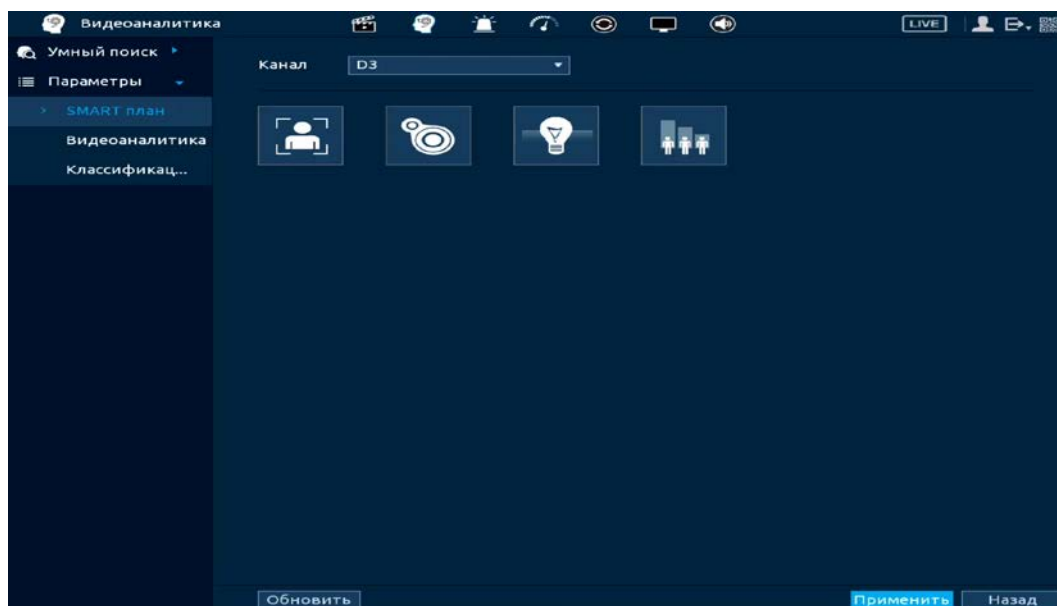 Видеоаналитика
LIVE
Умный поиск
Параметры
SMART план
Видеоаналитика
Классификац...
Канал
D3
Обновить
Применить
Назад